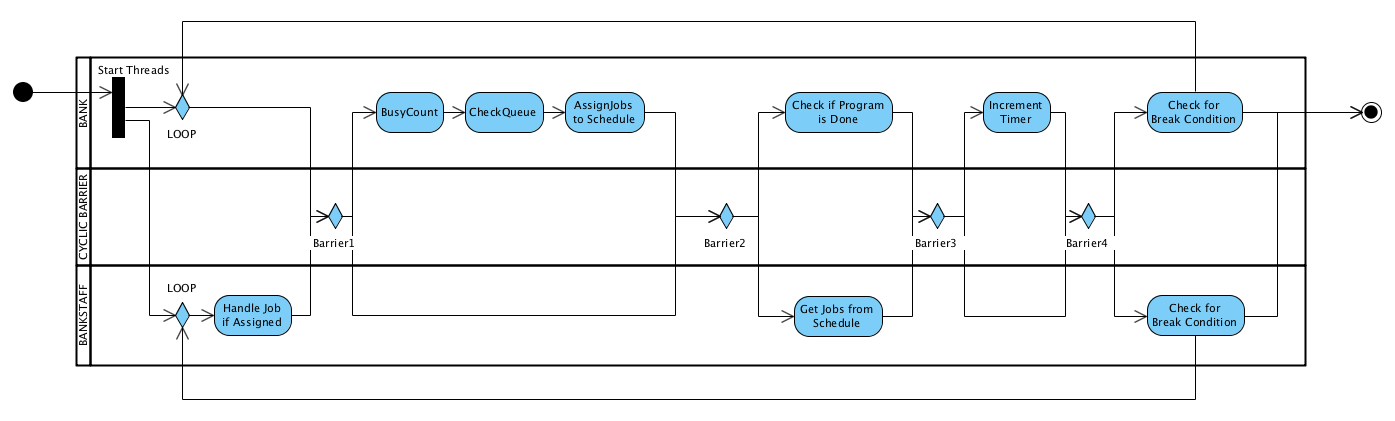 Start Threads
BANK
LOOP
BusyCount
CheckQueue
AssignJobs
to Schedule
Check if Program
is Done
Increment
Timer
Check for
Break Condition
CYCLIC BARRIER
Barrier1
Barrier2
Barrier3
Barrier4
BANKSTAFF
LOOP
Handle Job
if Assigned
Get Jobs from
Schedule
Check for
Break Condition